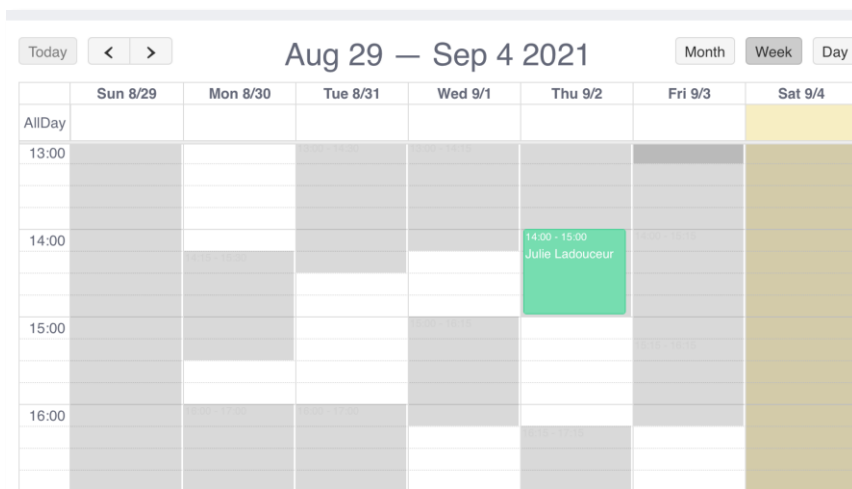 Today
Aug 29 — Sep 4 2021
Month Week Day
Sun 8/29 Mon 8/30 Tue 8/31 Wed 9/1 Thu 9/2 Fri 9/3 Sat 9/4
AllDay
13:00
14:00
14:00 - 15:00
Julie Ladouceur
15:00
16:00